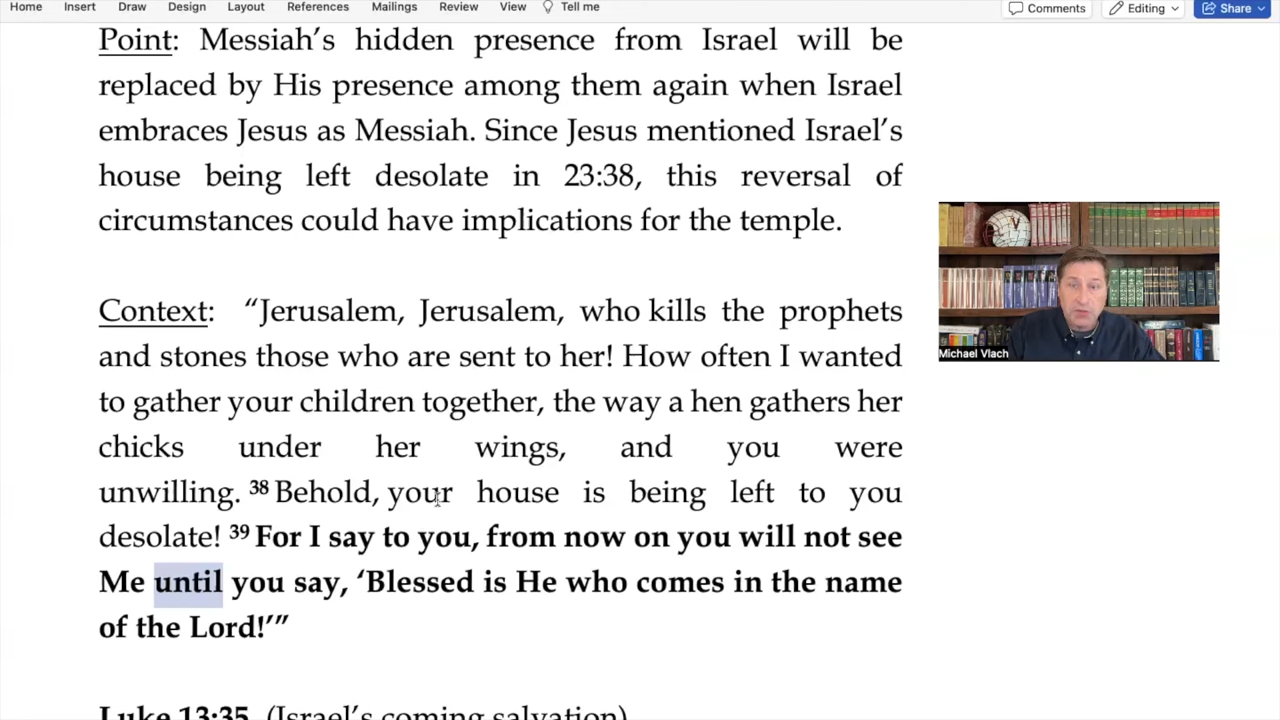 Home Insert Draw Design Layout References Mailings Review View Tell me Comments Editing Share
Point: Messiah’s hidden presence from Israel will be
replaced by His presence among them again when Israel
embraces Jesus as Messiah. Since Jesus mentioned Israel’s
house being left desolate in 23:38, this reversal of
circumstances could have implications for the temple.
Context: “Jerusalem, Jerusalem, who kills the prophets
and stones those who are sent to her! How often I wanted
to gather your children together, the way a hen gathers her
chicks under her wings, and you were
unwilling. 38 Behold, your house is being left to you
desolate! 39 For I say to you, from now on you will not see
Me until you say, ‘Blessed is He who comes in the name
of the Lord!’”
Luke 13:35 (Israel’s coming salvation)
V
Michael Vlach